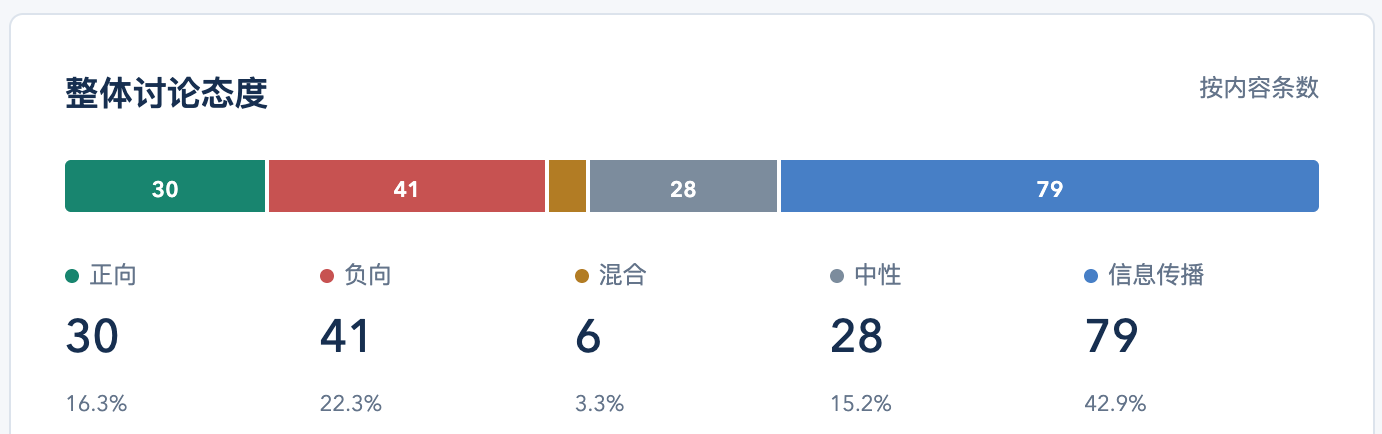 整体讨论态度
按内容条数
30 41 28 79
正向 负向 混合 中性 信息传播
30 41 6 28 79
16.3% 22.3% 3.3% 15.2% 42.9%